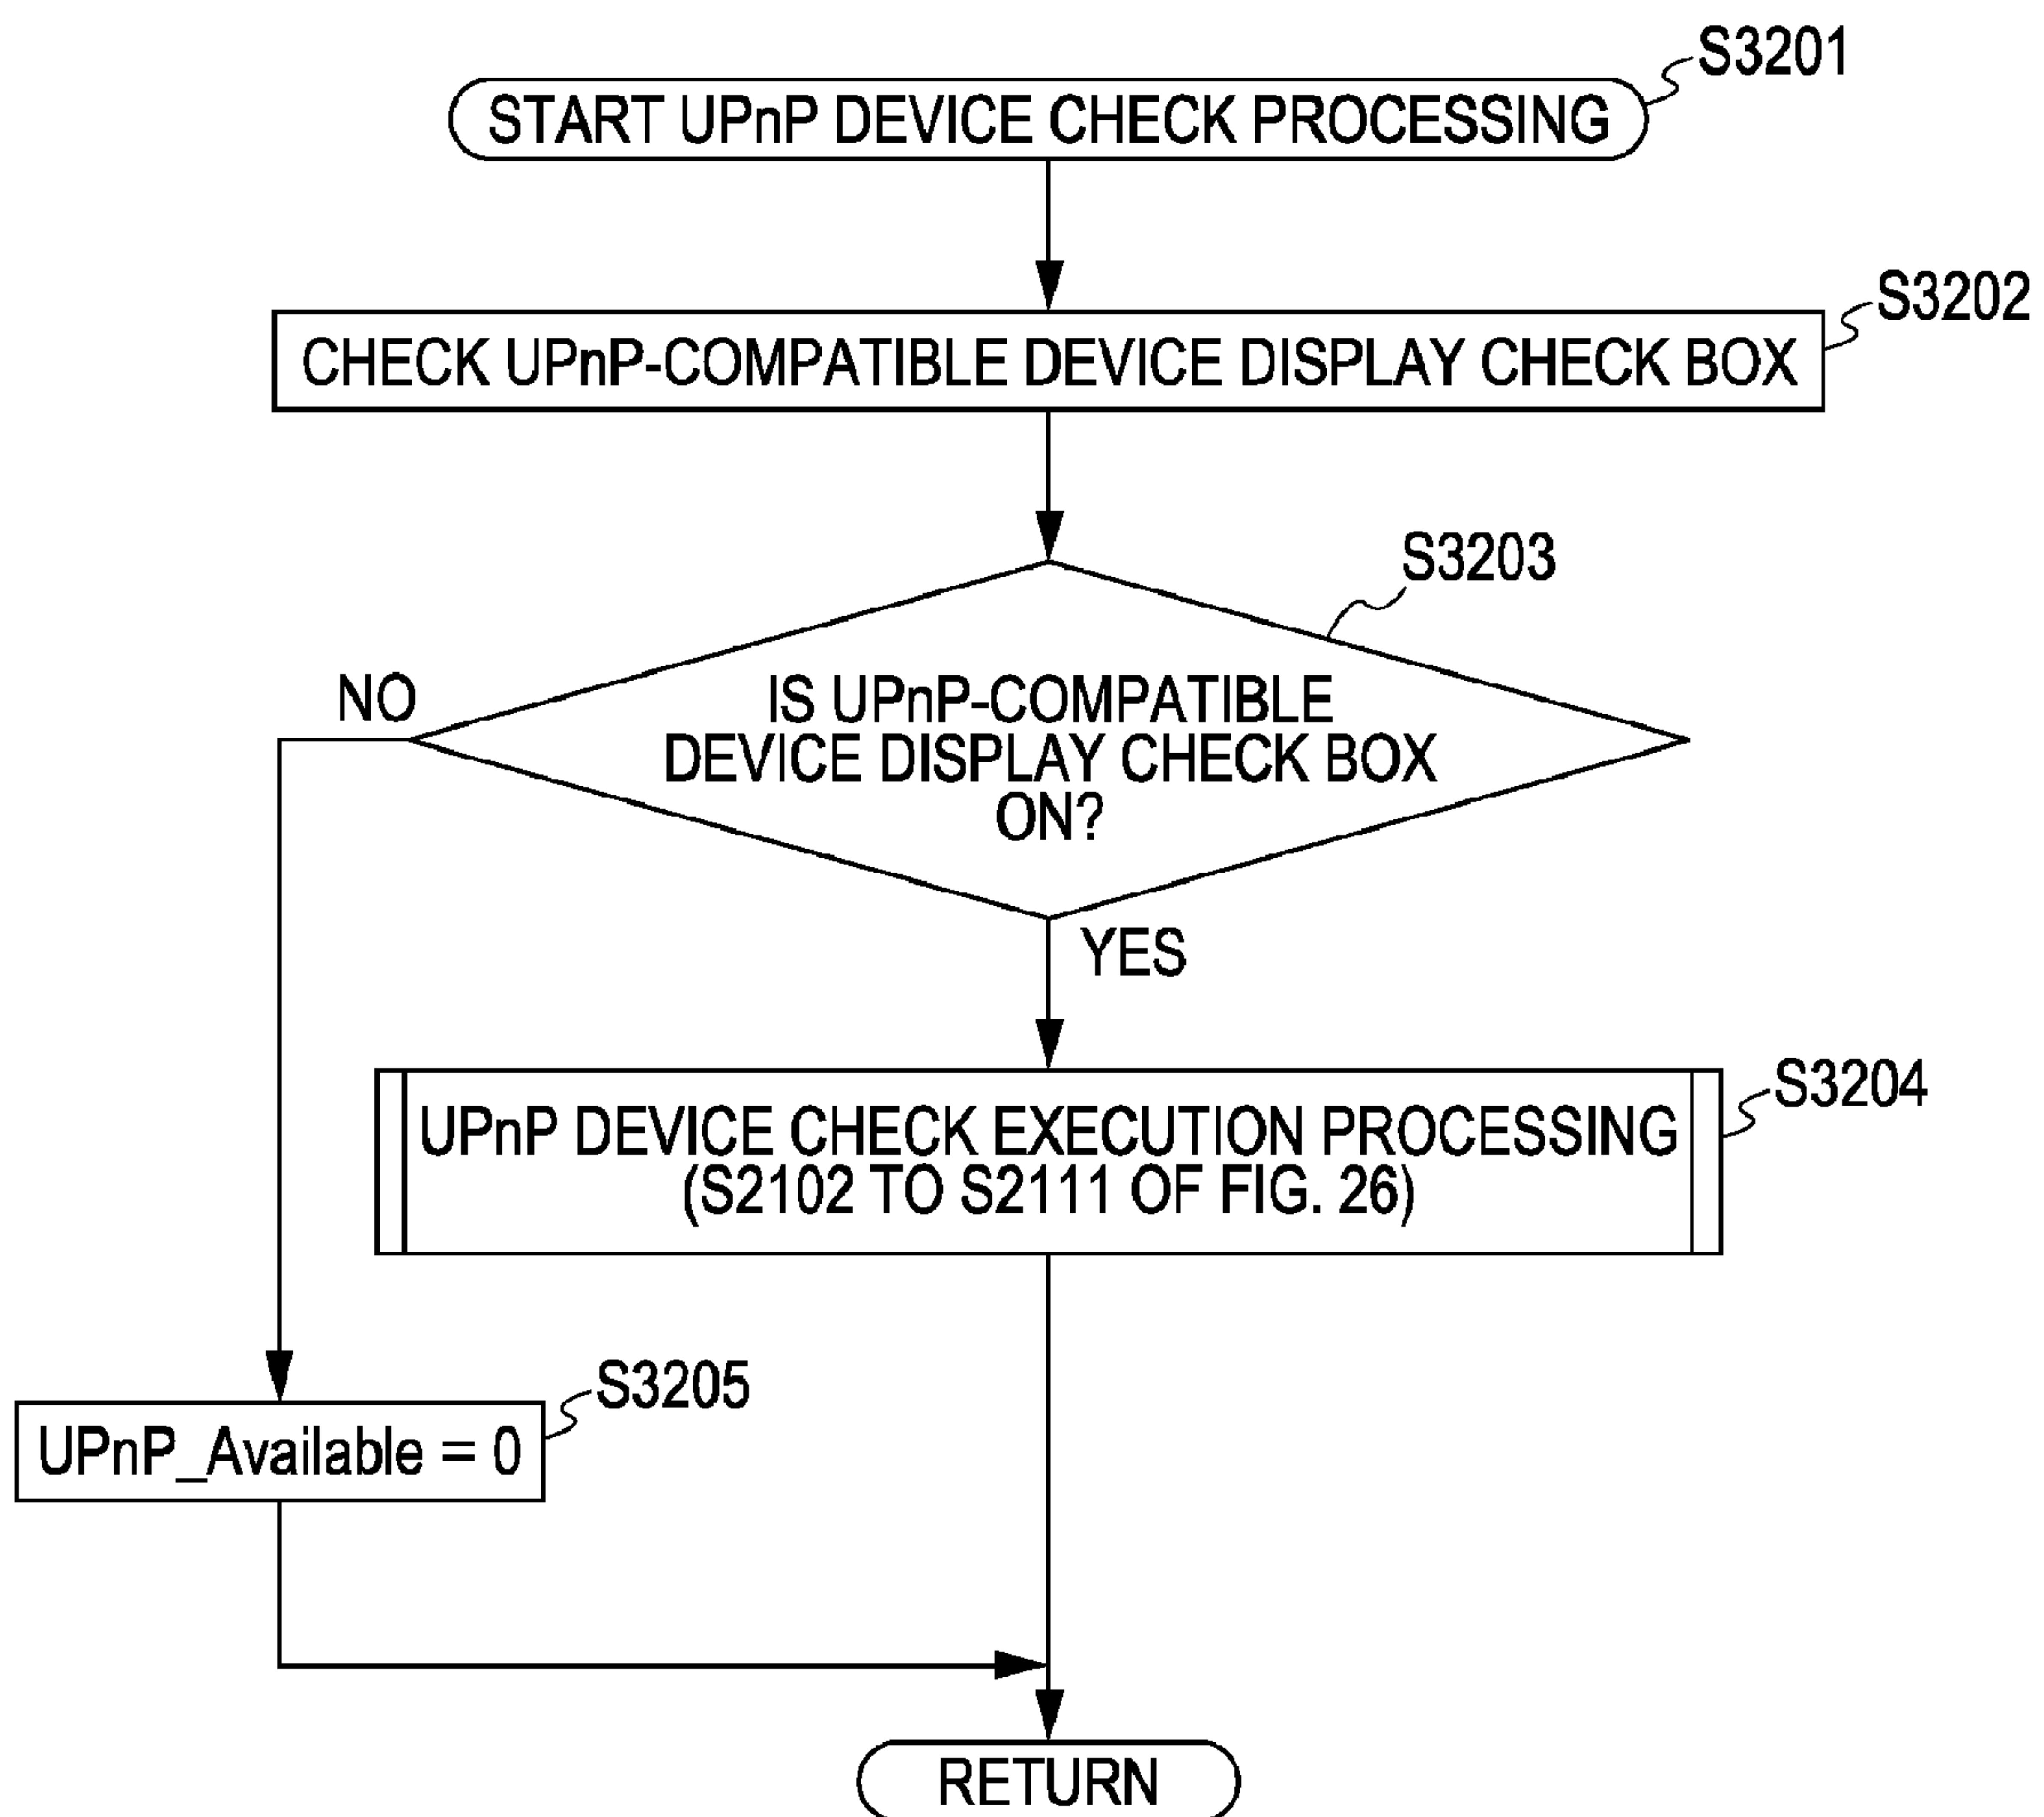 S3201
START UPnP DEVICE CHECK PROCESSING
S3202
CHECK UPnP-COMPATIBLE DEVICE DISPLAY CHECK BOX
S3203
NO
IS UPnP-COMPATIBLE
DEVICE DISPLAY CHECK BOX
ON?
YES
S3204
UPnP DEVICE CHECK EXECUTION PROCESSING
(S2102 TO S2111 OF FIG. 26)
S3205
UPnP_Available = 0
RETURN